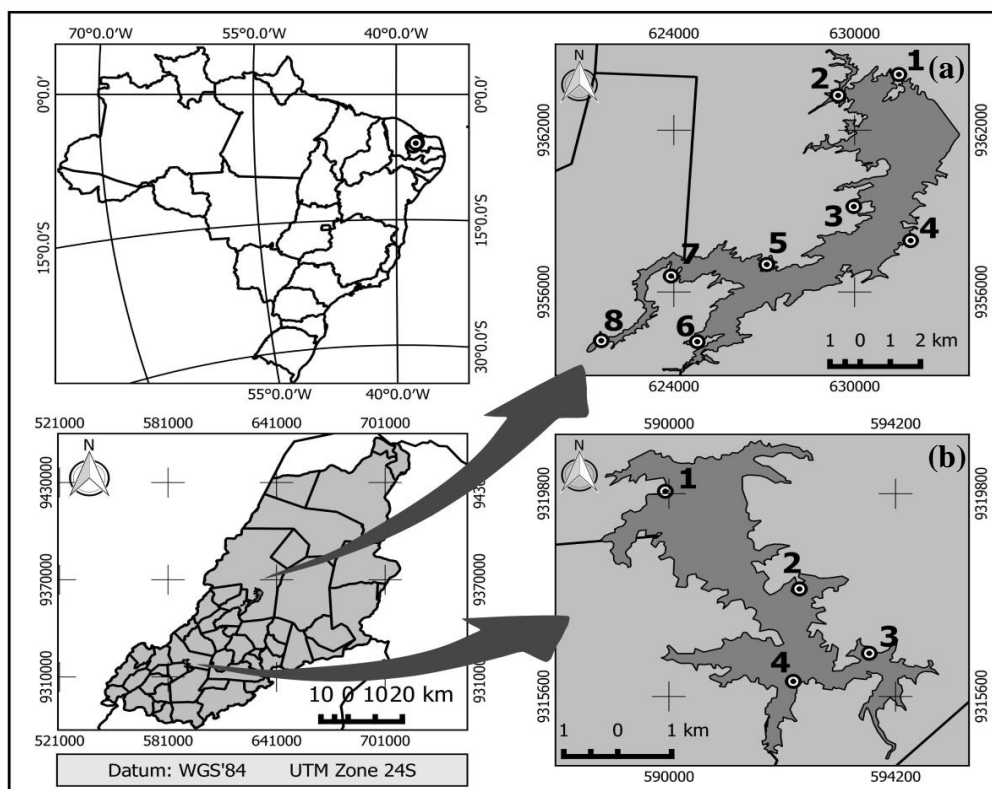 70°0.0'W 55°0.0'W 40°0.0'W
0°0.0'
0°0.0'
15°0.0'S
15°0.0'S
30°0.0'S
55°0.0'W 40°0.0'W
624000 630000
N
(a)
1
2
9362000
9362000
3
4
5
7
9356000
9356000
8
6
1 0 1 2 km
624000 630000
521000 581000 641000 701000
N
9430000
9430000
9370000
9370000
9310000
9310000
10 0 1020 km
521000 581000 641000 701000
Datum: WGS'84 UTM Zone 24S
590000 594200
N
(b)
1
9319800
9319800
2
3
4
9315600
9315600
1 0 1 km
590000 594200